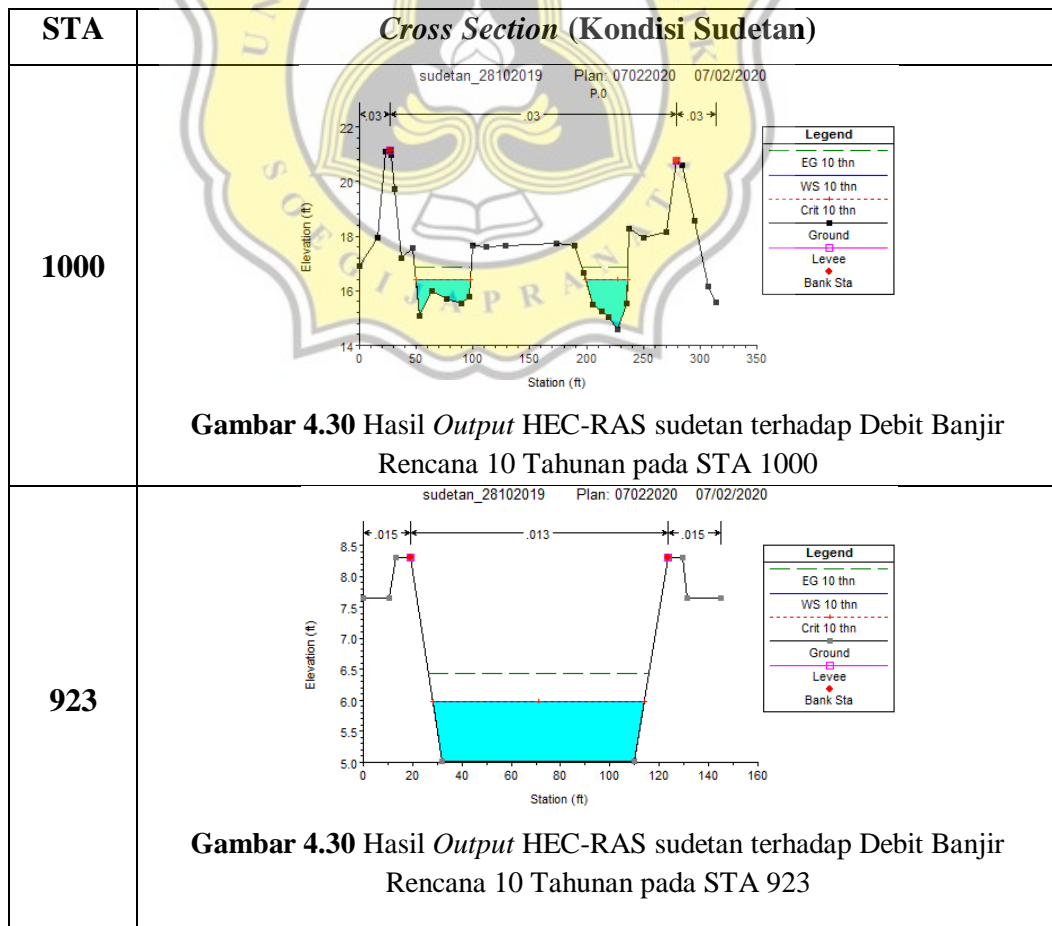 STA
Cross Section (Kondisi Sudetan)
1000
sudetan_28102019 Plan: 07022020 07/02/2020
P.0
.03 .03 .03
22
20
18
16
14
Elevation (ft)
0 50 100 150 200 250 300 350
Station (ft)
Legend
EG 10 thn
WS 10 thn
Crit 10 thn
Ground
Levee
Bank Sta
SOEGIJAPRANATA
Gambar 4.30 Hasil Output HEC-RAS sudetan terhadap Debit Banjir
Rencana 10 Tahunan pada STA 1000
923
sudetan_28102019 Plan: 07022020 07/02/2020
.015 .013 .015
8.5
8.0
7.5
7.0
6.5
6.0
5.5
5.0
Elevation (ft)
0 20 40 60 80 100 120 140 160
Station (ft)
Legend
EG 10 thn
WS 10 thn
Crit 10 thn
Ground
Levee
Bank Sta
Gambar 4.30 Hasil Output HEC-RAS sudetan terhadap Debit Banjir
Rencana 10 Tahunan pada STA 923